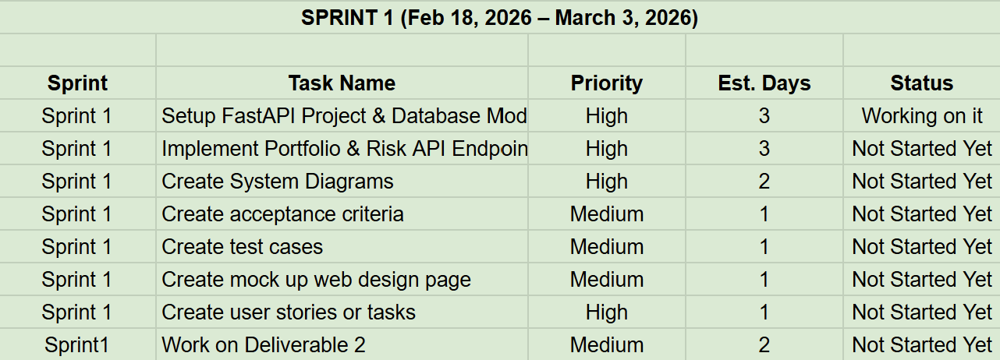 SPRINT 1 (Feb 18, 2026 – March 3, 2026)
Sprint Task Name Priority Est. Days Status
Sprint 1 Setup FastAPI Project & Database Mod High 3 Working on it
Sprint 1 Implement Portfolio & Risk API Endpoin High 3 Not Started Yet
Sprint 1 Create System Diagrams High 2 Not Started Yet
Sprint 1 Create acceptance criteria Medium 1 Not Started Yet
Sprint 1 Create test cases Medium 1 Not Started Yet
Sprint 1 Create mock up web design page Medium 1 Not Started Yet
Sprint 1 Create user stories or tasks High 1 Not Started Yet
Sprint1 Work on Deliverable 2 Medium 2 Not Started Yet